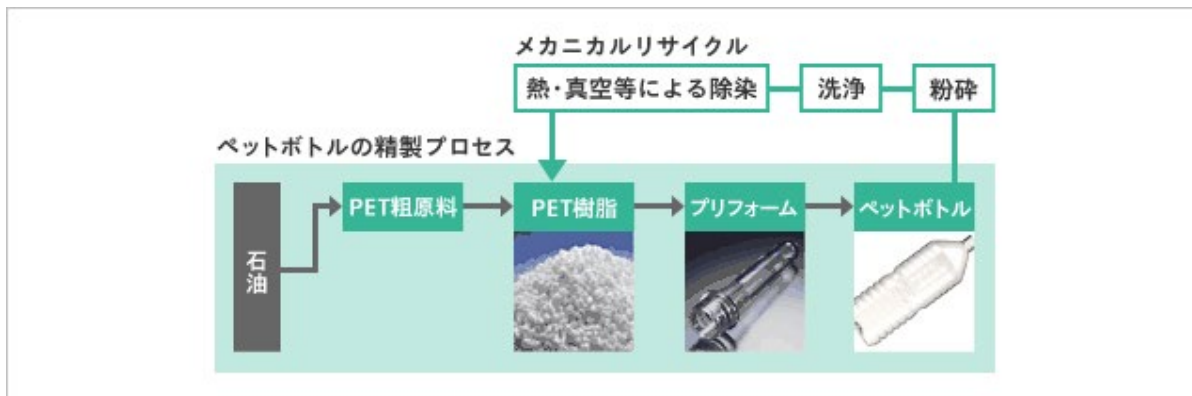 メカニカルリサイクル
熱・真空等による除染
洗浄
粉砕
ペットボトルの精製プロセス
石油
PET粗原料
PET樹脂
プリフォーム
ペットボトル